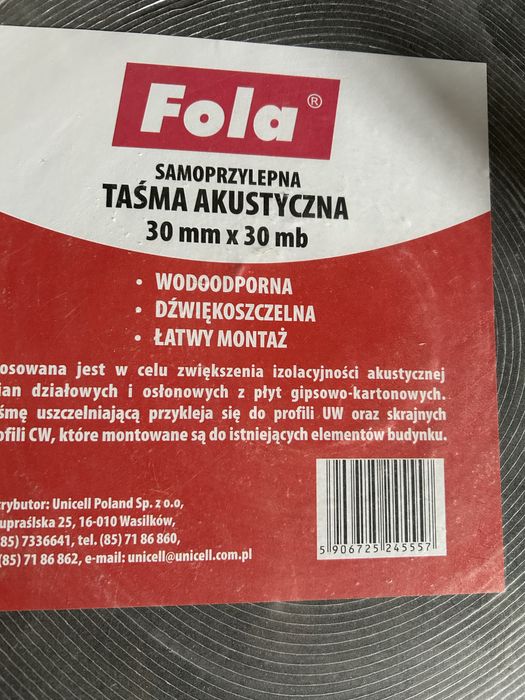 Fola ®
SAMOPRZYLEPNA
TAŚMA AKUSTYCZNA
30 mm x 30 mb
• WODOODPORNA
• DŹWIĘKOSZCZELNA
• ŁATWY MONTAŻ
osowana jest w celu zwiększenia izolacyjności akustycznej
ian działowych i osłonowych z płyt gipsowo-kartonowych.
śmę uszczelniającą przykleja się do profili UW oraz skrajnych
ofili CW, które montowane są do istniejących elementów budynku.
trybutor: Unicell Poland Sp. z o.o,
upraślska 25, 16-010 Wasilków,
(85) 7336641, tel. (85) 71 86 860,
(85) 71 86 862, e-mail: unicell@unicell.com.pl
5 906725 245557